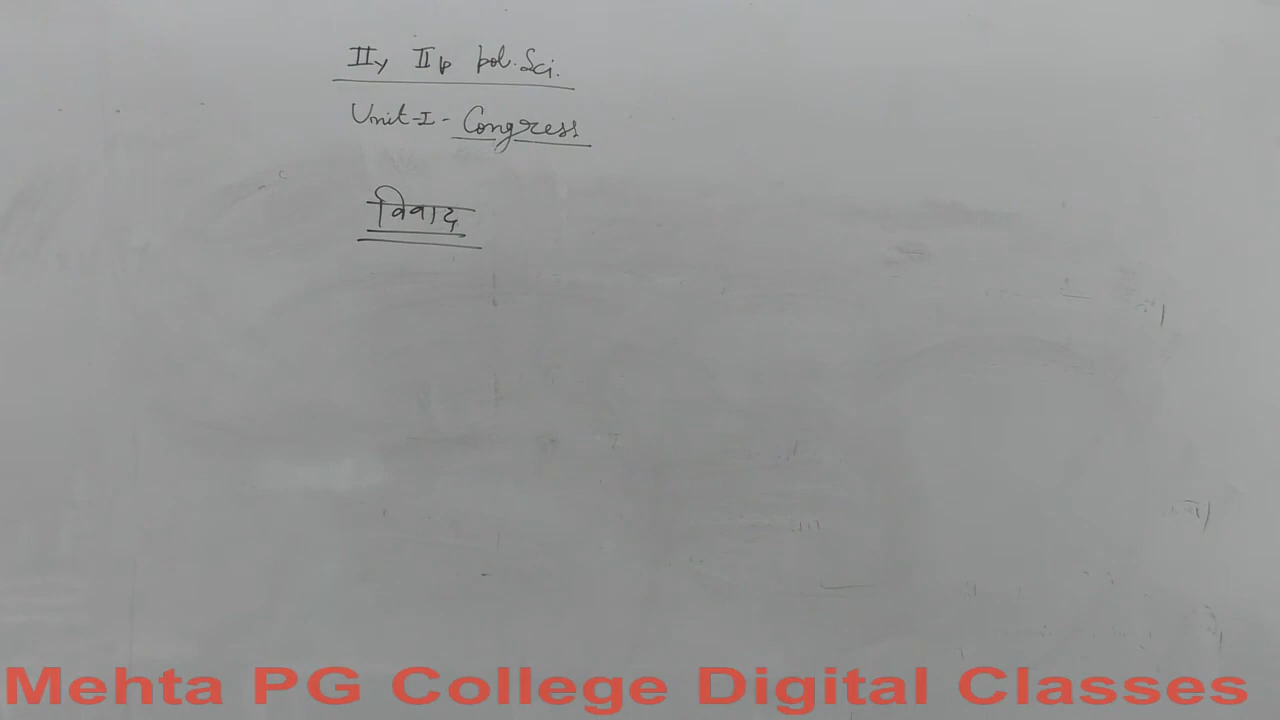 IIy IIp pol. Sci.
Unit-I- Congress
विवाद
Mehta PG College Digital Classes